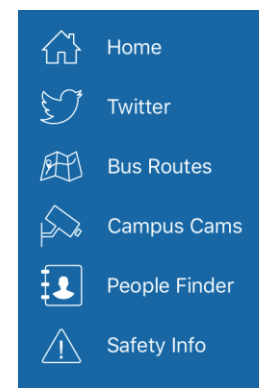 Home
Twitter
Bus Routes
Campus Cams
People Finder
Safety Info